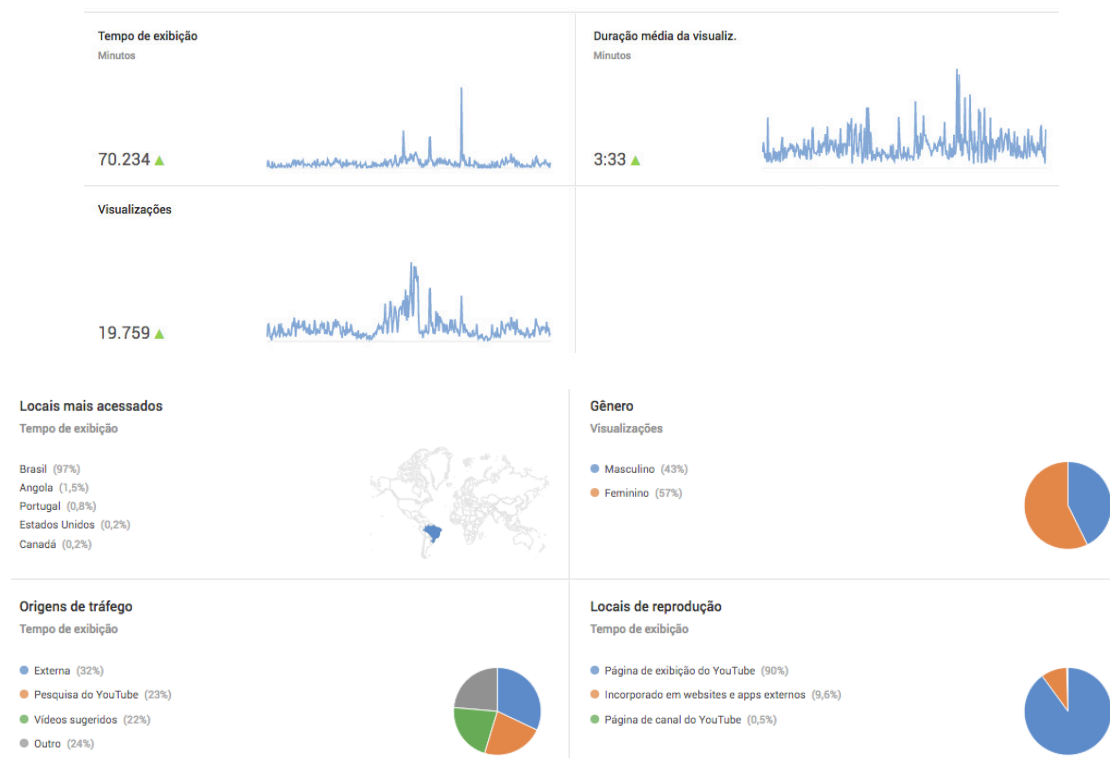 Tempo de exibição
Minutos
70.234
Duração média da visualiz.
Minutos
3:33
Visualizações
19.759
Locais mais acessados
Tempo de exibição
Brasil (97%)
Angola (1,5%)
Portugal (0,8%)
Estados Unidos (0,2%)
Canadá (0,2%)
Gênero
Visualizações
Masculino (43%)
Feminino (57%)
Origens de tráfego
Tempo de exibição
Externa (32%)
Pesquisa do YouTube (23%)
Vídeos sugeridos (22%)
Outro (24%)
Locais de reprodução
Tempo de exibição
Página de exibição do YouTube (90%)
Incorporado em websites e apps externos (9,6%)
Página de canal do YouTube (0,5%)